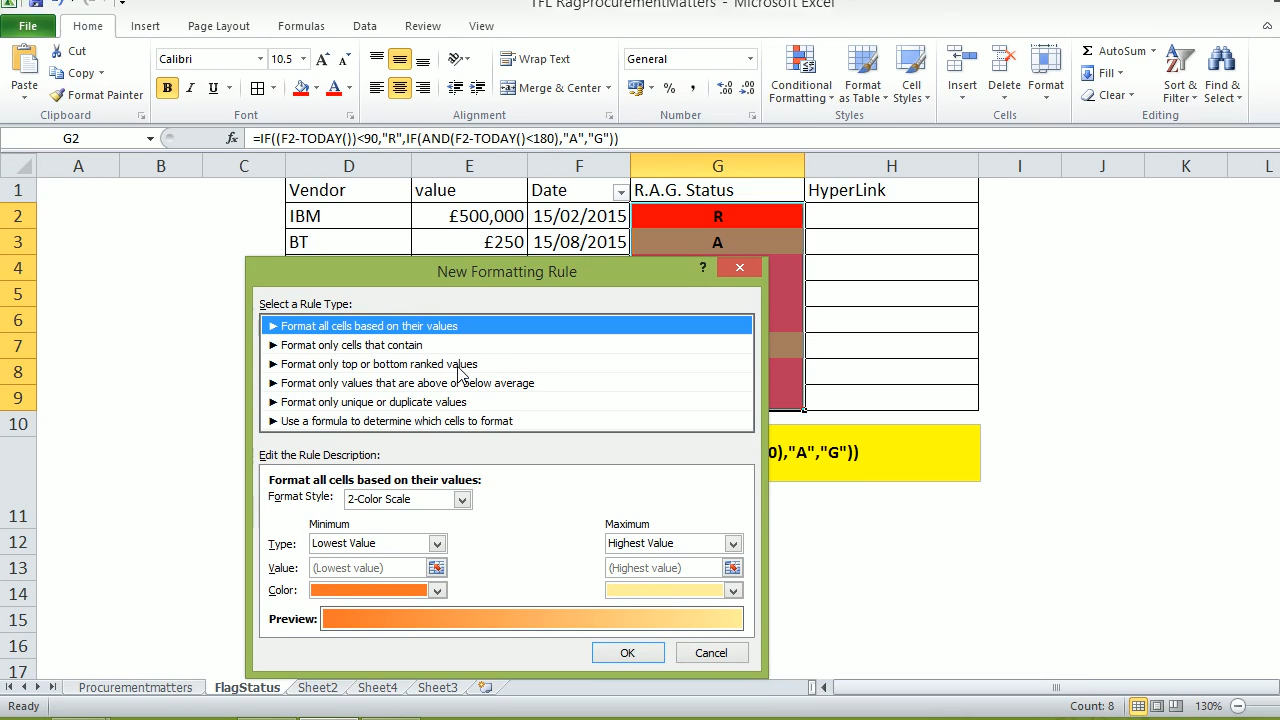 TFL RagProcurementMatters - Microsoft Excel
File Home Insert Page Layout Formulas Data Review View
Paste Cut Copy Format Painter
Calibri 10.5
Wrap Text
Merge & Center
General
Conditional Formatting Format as Table Cell Styles
Insert Delete Format
AutoSum Fill Clear
Sort & Filter Find & Select
Clipboard Font Alignment Number Styles Cells Editing
G2 fx =IF((F2-TODAY())<90,"R",IF(AND(F2-TODAY()<180),"A","G"))
A B C D E F G H I J K L
1 Vendor value Date R.A.G. Status HyperLink
2 IBM £500,000 15/02/2015 R
3 BT £250 15/08/2015 A
4
5
6
7
8
9
10
11 0),"A","G"))
12
13
14
15
16
17
New Formatting Rule
Select a Rule Type:
► Format all cells based on their values
► Format only cells that contain
► Format only top or bottom ranked values
► Format only values that are above or below average
► Format only unique or duplicate values
► Use a formula to determine which cells to format
Edit the Rule Description:
Format all cells based on their values:
Format Style: 2-Color Scale
Minimum Maximum
Type: Lowest Value Highest Value
Value: (Lowest value) (Highest value)
Color:
Preview:
OK Cancel
Procurementmatters FlagStatus Sheet2 Sheet4 Sheet3
Ready Count: 8 130%